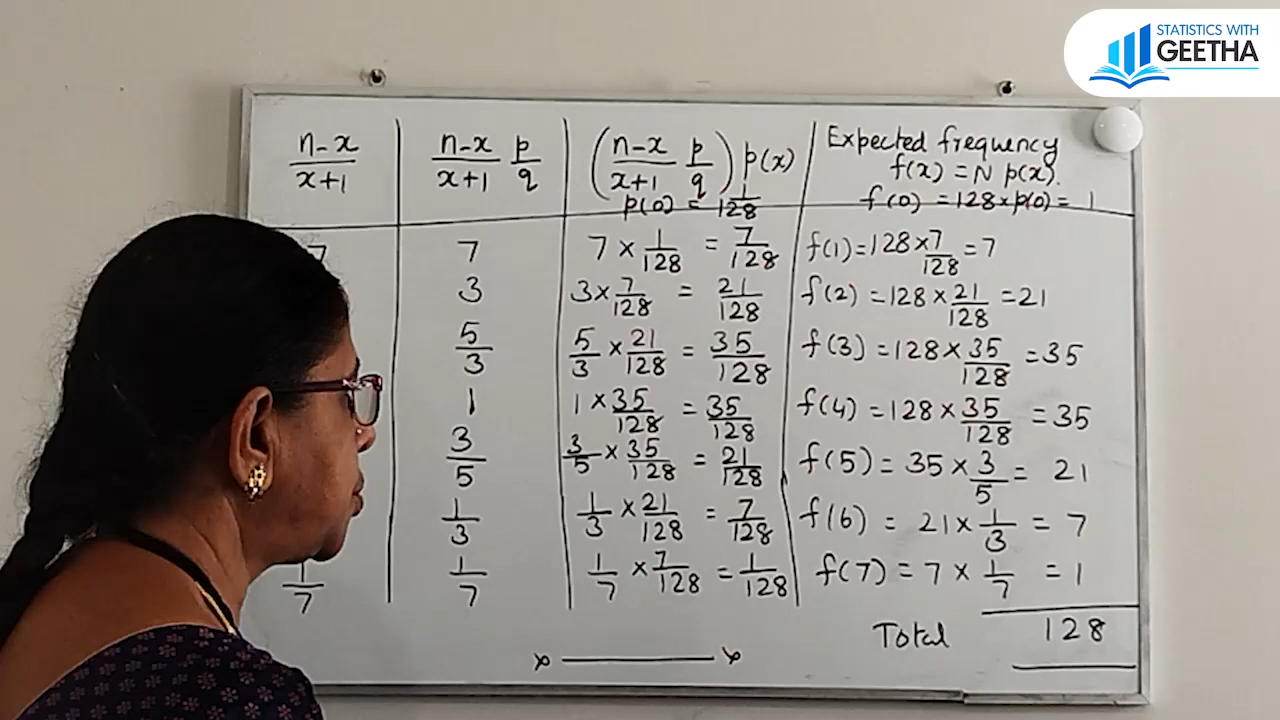 STATISTICS WITH
GEETHA
n-x/x+1 | n-x/x+1 p/q | (n-x/x+1 p/q) p(x) | Expected frequency
f(x) = N p(x).
p(0) = 1/128 | f(0) = 128 × p(0) = 1
7 | 7 | 7 × 1/128 = 7/128 | f(1) = 128 × 7/128 = 7
3 | 3 × 7/128 = 21/128 | f(2) = 128 × 21/128 = 21
5/3 | 5/3 × 21/128 = 35/128 | f(3) = 128 × 35/128 = 35
1 | 1 × 35/128 = 35/128 | f(4) = 128 × 35/128 = 35
3/5 | 3/5 × 35/128 = 21/128 | f(5) = 35 × 3/5 = 21
1/3 | 1/3 × 21/128 = 7/128 | f(6) = 21 × 1/3 = 7
1/7 | 1/7 | 1/7 × 7/128 = 1/128 | f(7) = 7 × 1/7 = 1
Total 128